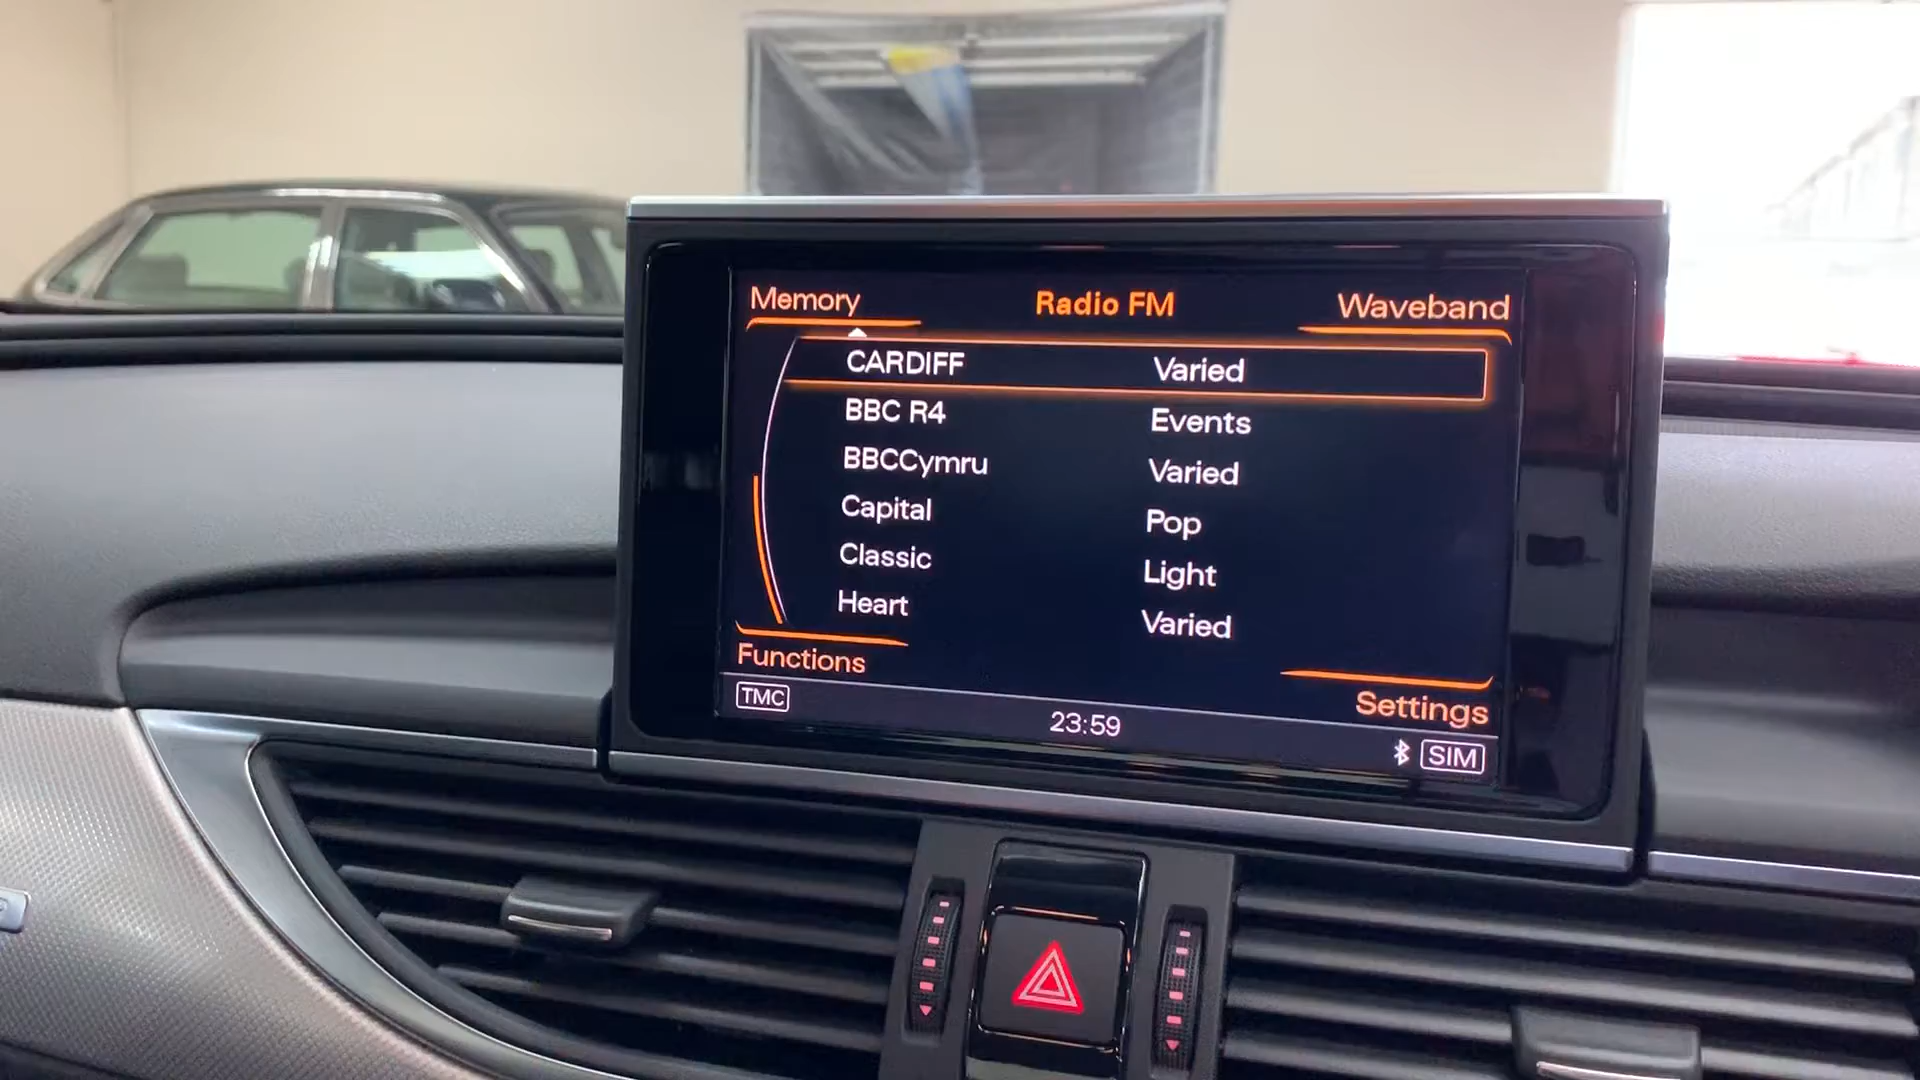 Memory Radio FM Waveband
CARDIFF Varied
BBC R4 Events
BBCCymru Varied
Capital Pop
Classic Light
Heart Varied
Functions Settings
TMC 23:59 SIM